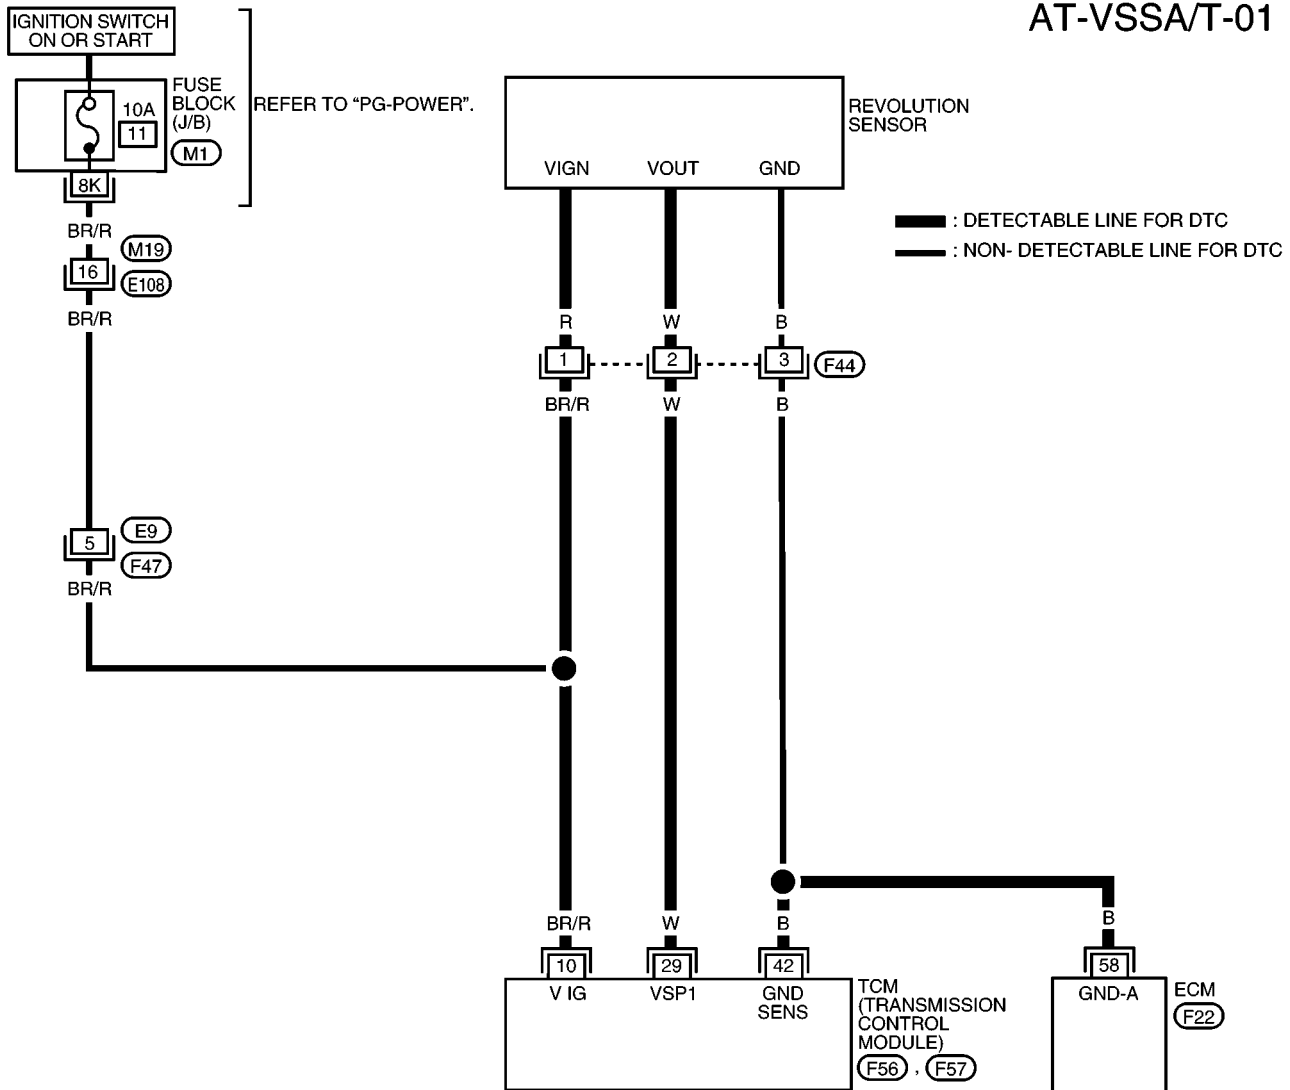 AT-VSSA/T-01
IGNITION SWITCH
ON OR START
FUSE
BLOCK
(J/B)
10A
11
M1
REFER TO “PG-POWER”.
8K
BR/R
M19
16
E108
BR/R
E9
5
F47
BR/R
REVOLUTION
SENSOR
VIGN VOUT GND
: DETECTABLE LINE FOR DTC
: NON- DETECTABLE LINE FOR DTC
R W B
1 2 3 F44
BR/R W B
BR/R W B B
10 29 42 58
V IG VSP1 GND
SENS
TCM
(TRANSMISSION
CONTROL
MODULE)
F56 , F57
GND-A
ECM
F22